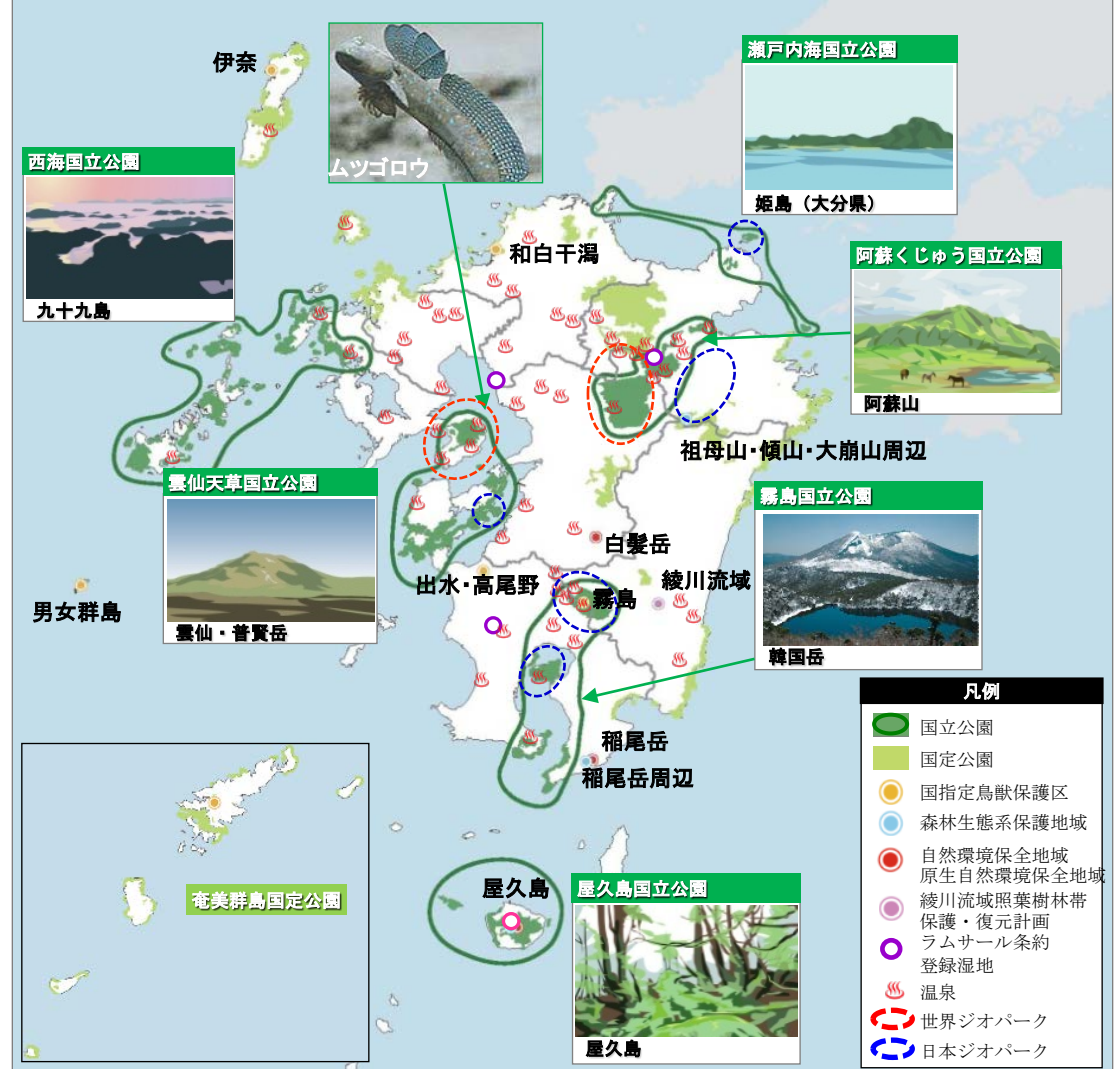 伊奈
ムツゴロウ
瀬戸内海国立公園
姫島（大分県）
西海国立公園
九十九島
和白干潟
阿蘇くじゅう国立公園
阿蘇山
祖母山・傾山・大崩山周辺
雲仙天草国立公園
雲仙・普賢岳
霧島国立公園
韓国岳
白髪岳
綾川流域
出水・高尾野
霧島
男女群島
稲尾岳
稲尾岳周辺
奄美群島国定公園
屋久島
屋久島国立公園
屋久島
凡例
国立公園
国定公園
国指定鳥獣保護区
森林生態系保護地域
自然環境保全地域
原生自然環境保全地域
綾川流域照葉樹林帯
保護・復元計画
ラムサール条約
登録湿地
温泉
世界ジオパーク
日本ジオパーク